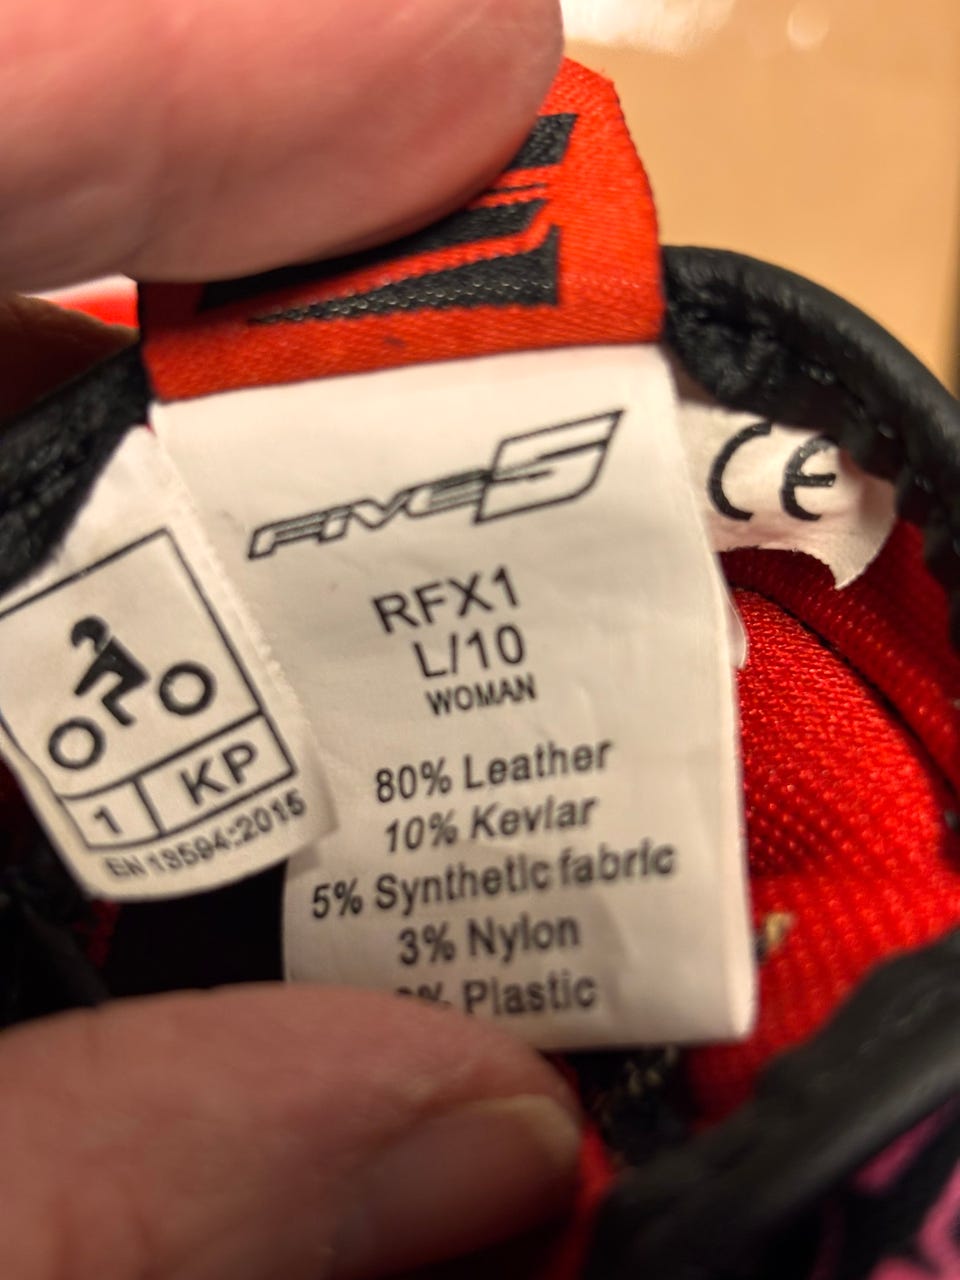 FIVE5
RFX1
L/10
WOMAN
80% Leather
10% Kevlar
5% Synthetic fabric
3% Nylon
% Plastic
CE
1 KP
EN 13594:2015